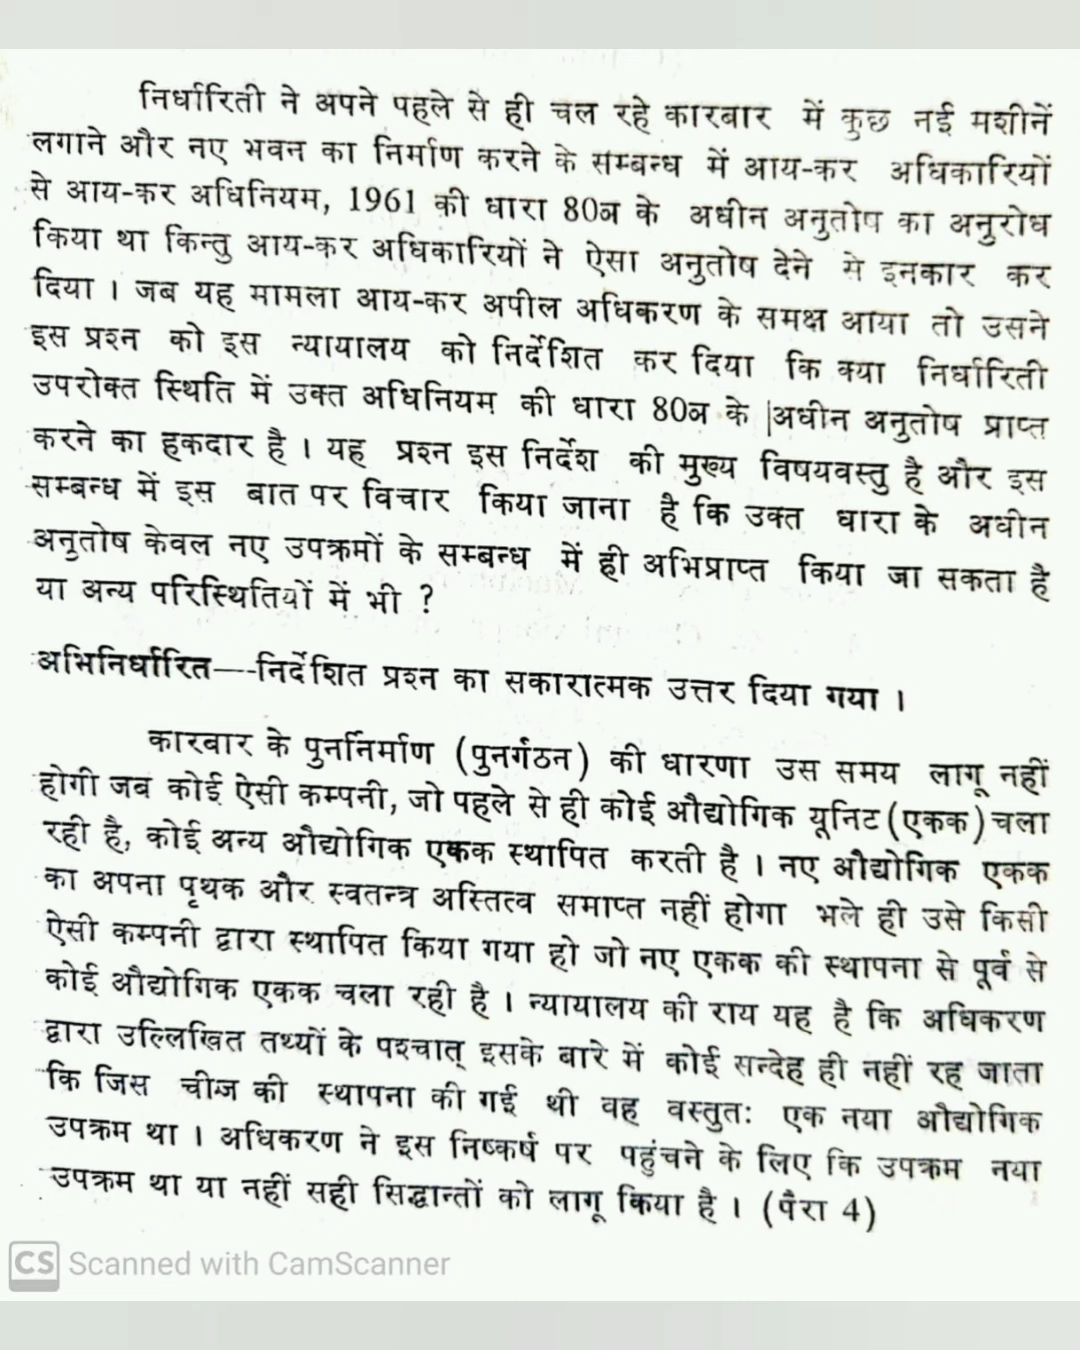 निर्धारिती ने अपने पहले से ही चल रहे कारबार में कुछ नई मशीनें
लगाने और नए भवन का निर्माण करने के सम्बन्ध में आय-कर अधिकारियों
से आय-कर अधिनियम, 1961 की धारा 80ञ के अधीन अनुतोष का अनुरोध
किया था किन्तु आय-कर अधिकारियों ने ऐसा अनुतोष देने से इनकार कर
दिया । जब यह मामला आय-कर अपील अधिकरण के समक्ष आया तो उसने
इस प्रश्न को इस न्यायालय को निर्देशित कर दिया कि क्या निर्धारिती
उपरोक्त स्थिति में उक्त अधिनियम की धारा 80ञ के अधीन अनुतोष प्राप्त
करने का हकदार है । यह प्रश्न इस निर्देश की मुख्य विषयवस्तु है और इस
सम्बन्ध में इस बात पर विचार किया जाना है कि उक्त धारा के अधीन
अनुतोष केवल नए उपक्रमों के सम्बन्ध में ही अभिप्राप्त किया जा सकता है
या अन्य परिस्थितियों में भी ?
अभिनिर्धारित—निर्देशित प्रश्न का सकारात्मक उत्तर दिया गया ।
कारबार के पुनर्निर्माण (पुनर्गठन) की धारणा उस समय लागू नहीं
होगी जब कोई ऐसी कम्पनी, जो पहले से ही कोई औद्योगिक यूनिट (एकक) चला
रही है, कोई अन्य औद्योगिक एकक स्थापित करती है । नए औद्योगिक एकक
का अपना पृथक और स्वतन्त्र अस्तित्व समाप्त नहीं होगा भले ही उसे किसी
ऐसी कम्पनी द्वारा स्थापित किया गया हो जो नए एकक की स्थापना से पूर्व से
कोई औद्योगिक एकक चला रही है । न्यायालय की राय यह है कि अधिकरण
द्वारा उल्लिखित तथ्यों के पश्चात् इसके बारे में कोई सन्देह ही नहीं रह जाता
कि जिस चीज की स्थापना की गई थी वह वस्तुतः एक नया औद्योगिक
उपक्रम था । अधिकरण ने इस निष्कर्ष पर पहुंचने के लिए कि उपक्रम नया
उपक्रम था या नहीं सही सिद्धान्तों को लागू किया है । (पैरा 4)
CS Scanned with CamScanner